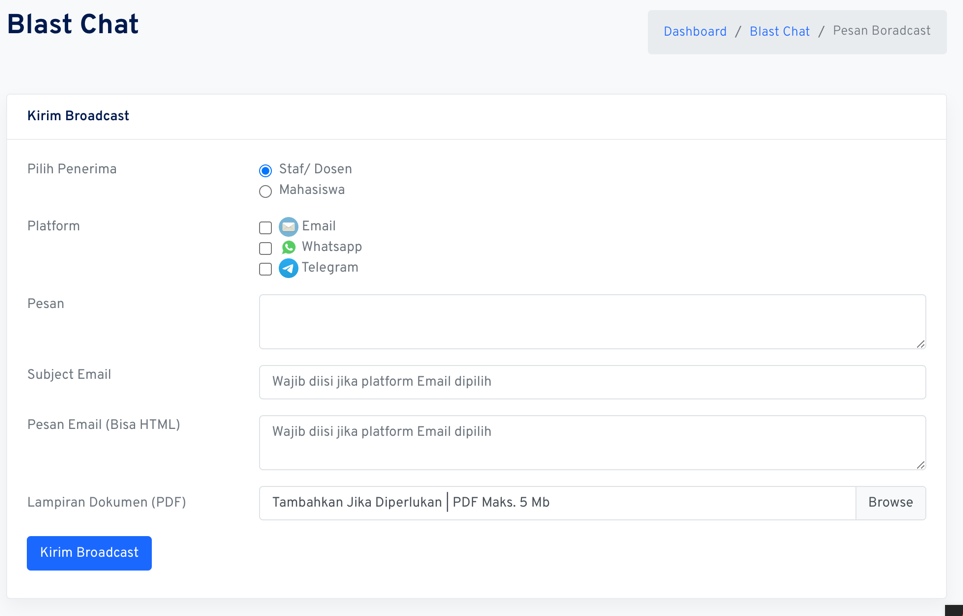 Blast Chat
Dashboard / Blast Chat / Pesan Boradcast
Kirim Broadcast
Pilih Penerima
Staf/ Dosen
Mahasiswa
Platform
Email
Whatsapp
Telegram
Pesan
Subject Email
Wajib diisi jika platform Email dipilih
Pesan Email (Bisa HTML)
Wajib diisi jika platform Email dipilih
Lampiran Dokumen (PDF)
Tambahkan Jika Diperlukan | PDF Maks. 5 Mb
Browse
Kirim Broadcast